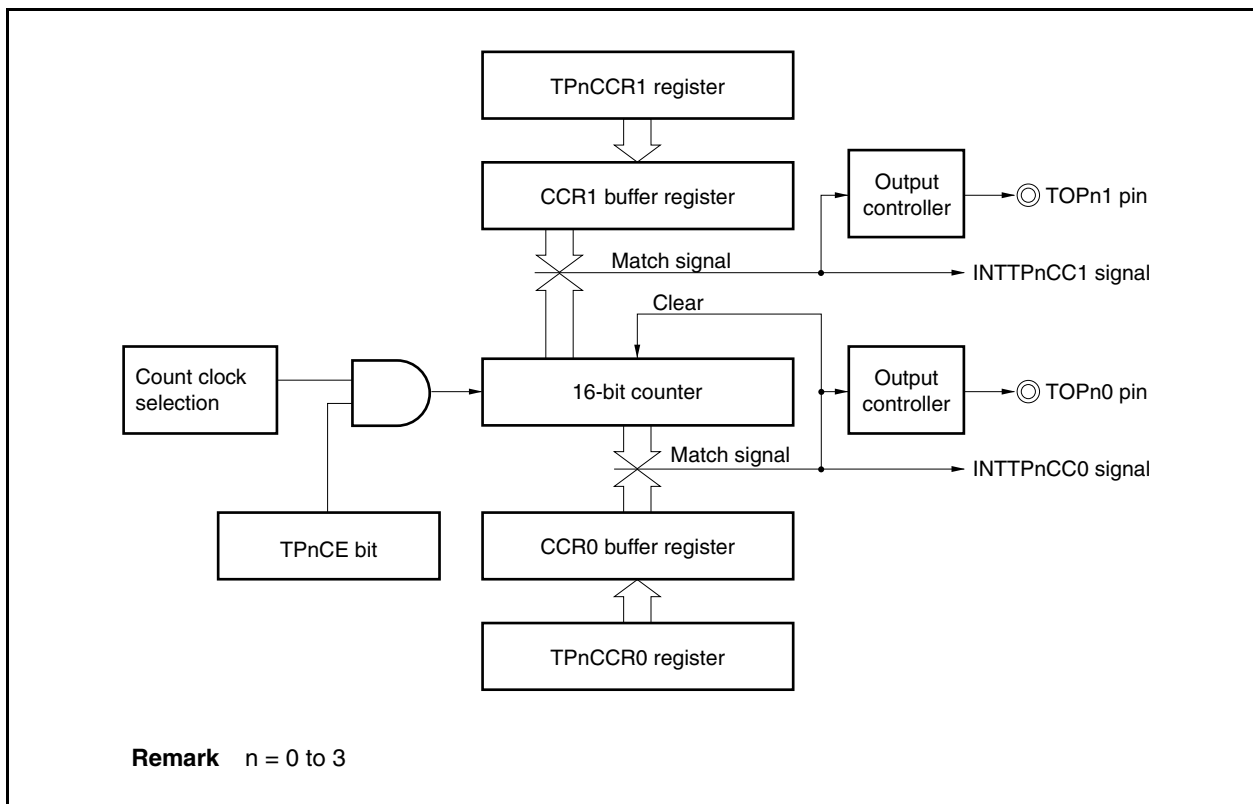 TPnCCR1 register
CCR1 buffer register
Output
controller
TOPn1 pin
Match signal
INTTPnCC1 signal
Clear
Count clock
selection
16-bit counter
Output
controller
TOPn0 pin
Match signal
INTTPnCC0 signal
TPnCE bit
CCR0 buffer register
TPnCCR0 register
Remark n = 0 to 3